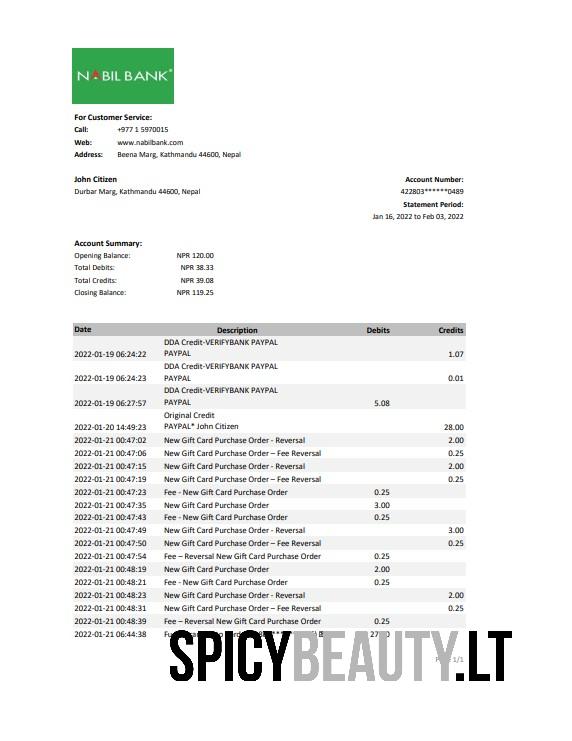 NABIL BANK
For Customer Service:
Call: +977 1 5970015
Web: www.nabilbank.com
Address: Beena Marg, Kathmandu 44600, Nepal
John Citizen Account Number:
Durbar Marg, Kathmandu 44600, Nepal 422803******0489
Statement Period:
Jan 16, 2022 to Feb 03, 2022
Account Summary:
Opening Balance: NPR 120.00
Total Debits: NPR 38.33
Total Credits: NPR 39.08
Closing Balance: NPR 119.25
Date Description Debits Credits
DDA Credit-VERIFYBANK PAYPAL
2022-01-19 06:24:22 PAYPAL 1.07
DDA Credit-VERIFYBANK PAYPAL
2022-01-19 06:24:23 PAYPAL 0.01
DDA Credit-VERIFYBANK PAYPAL
2022-01-19 06:27:57 PAYPAL 5.08
Original Credit
2022-01-20 14:49:23 PAYPAL* John Citizen 28.00
2022-01-21 00:47:02 New Gift Card Purchase Order - Reversal 2.00
2022-01-21 00:47:06 New Gift Card Purchase Order – Fee Reversal 0.25
2022-01-21 00:47:15 New Gift Card Purchase Order - Reversal 2.00
2022-01-21 00:47:19 New Gift Card Purchase Order – Fee Reversal 0.25
2022-01-21 00:47:23 Fee - New Gift Card Purchase Order 0.25
2022-01-21 00:47:35 New Gift Card Purchase Order 3.00
2022-01-21 00:47:43 Fee - New Gift Card Purchase Order 0.25
2022-01-21 00:47:49 New Gift Card Purchase Order - Reversal 3.00
2022-01-21 00:47:50 New Gift Card Purchase Order – Fee Reversal 0.25
2022-01-21 00:47:54 Fee – Reversal New Gift Card Purchase Order 0.25
2022-01-21 00:48:19 New Gift Card Purchase Order 2.00
2022-01-21 00:48:21 Fee - New Gift Card Purchase Order 0.25
2022-01-21 00:48:23 New Gift Card Purchase Order - Reversal 2.00
2022-01-21 00:48:31 New Gift Card Purchase Order – Fee Reversal 0.25
2022-01-21 00:48:39 Fee – Reversal New Gift Card Purchase Order 0.25
2022-01-21 06:44:38
1/1
SPICYBEAUTY.LT